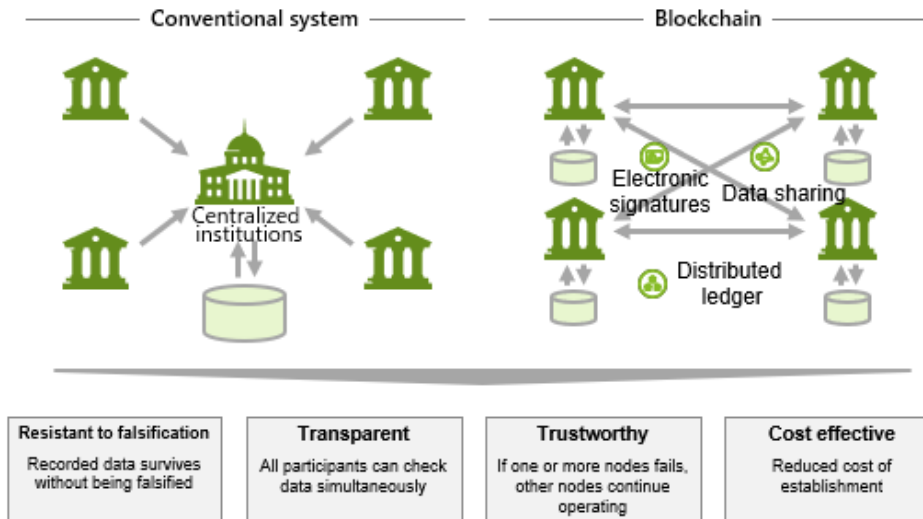 Conventional system
Blockchain
Centralized
institutions
Electronic
signatures
Data sharing
Distributed
ledger
Resistant to falsification
Recorded data survives
without being falsified
Transparent
All participants can check
data simultaneously
Trustworthy
If one or more nodes fails,
other nodes continue
operating
Cost effective
Reduced cost of
establishment